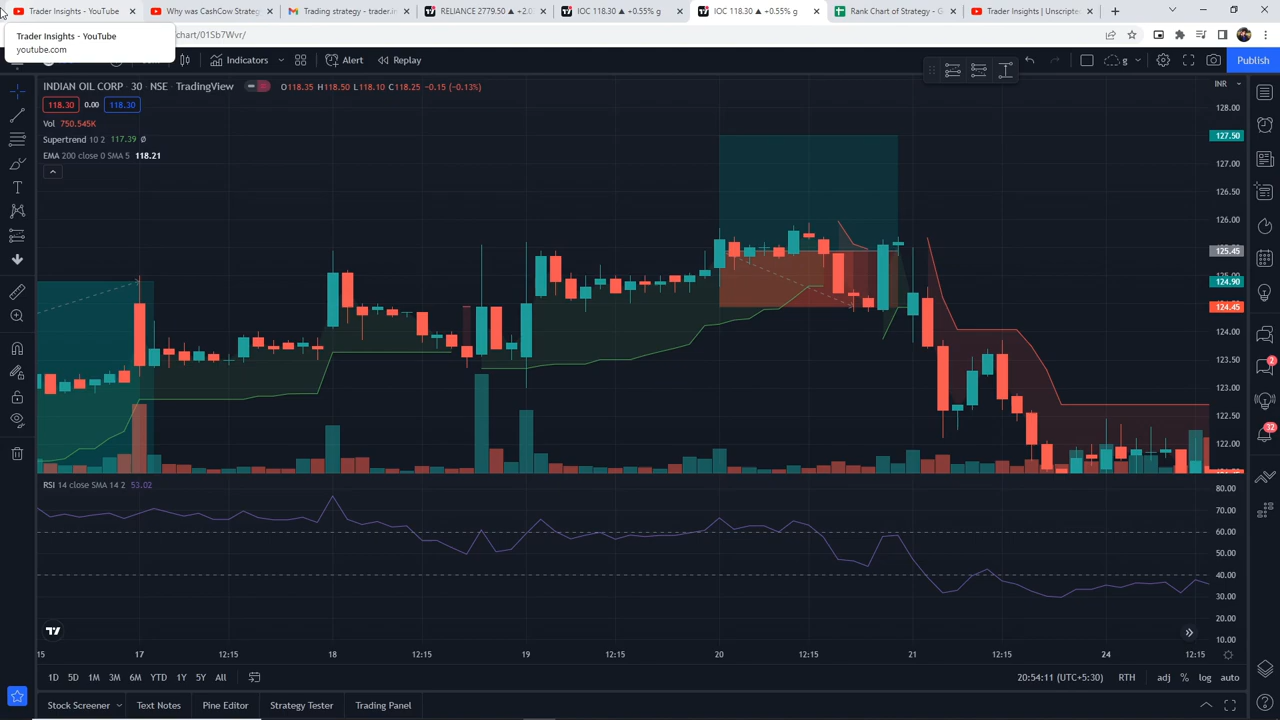 Trader Insights - YouTube
Why was CashCow Strateg
Trading strategy - trader.in
RELIANCE 2779.50 ▲ +2.0
IOC 118.30 ▲ +0.55% g
IOC 118.30 ▲ +0.55% g
Rank Chart of Strategy - G
Trader Insights | Unscripte
Trader Insights - YouTube
youtube.com
chart/01Sb7Wvr/
Indicators
Alert
Replay
g
Publish
INDIAN OIL CORP · 30 · NSE · TradingView
O118.35 H118.50 L118.10 C118.25 -0.15 (-0.13%)
INR
118.30 0.00 118.30
Vol 750.545K
Supertrend 10 2 117.39 Ø
EMA 200 close 0 SMA 5 118.21
128.00
127.50
127.00
126.50
126.00
125.45
125.00
124.90
124.45
124.00
123.50
123.00
122.50
122.00
2
32
RSI 14 close SMA 14 2 53.02
80.00
70.00
60.00
50.00
40.00
30.00
20.00
10.00
15 17 12:15 18 12:15 19 12:15 20 12:15 21 12:15 24 12:15
1D 5D 1M 3M 6M YTD 1Y 5Y All
20:54:11 (UTC+5:30) RTH adj % log auto
Stock Screener Text Notes Pine Editor Strategy Tester Trading Panel